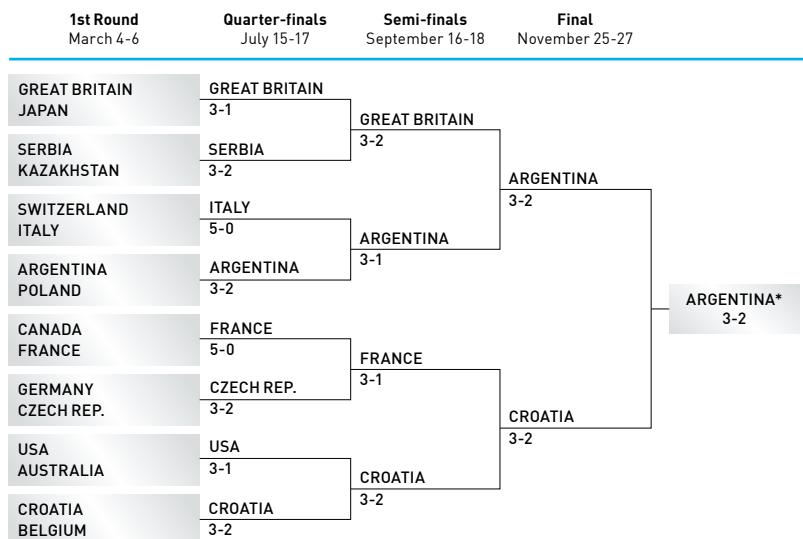 1st Round
March 4-6
Quarter-finals
July 15-17
Semi-finals
September 16-18
Final
November 25-27
GREAT BRITAIN
JAPAN
SERBIA
KAZAKHSTAN
SWITZERLAND
ITALY
ARGENTINA
POLAND
CANADA
FRANCE
GERMANY
CZECH REP.
USA
AUSTRALIA
CROATIA
BELGIUM
GREAT BRITAIN
3-1
SERBIA
3-2
ITALY
5-0
ARGENTINA
3-2
FRANCE
5-0
CZECH REP.
3-2
USA
3-1
CROATIA
3-2
GREAT BRITAIN
3-2
ARGENTINA
3-1
FRANCE
3-1
CROATIA
3-2
ARGENTINA
3-2
CROATIA
3-2
ARGENTINA*
3-2